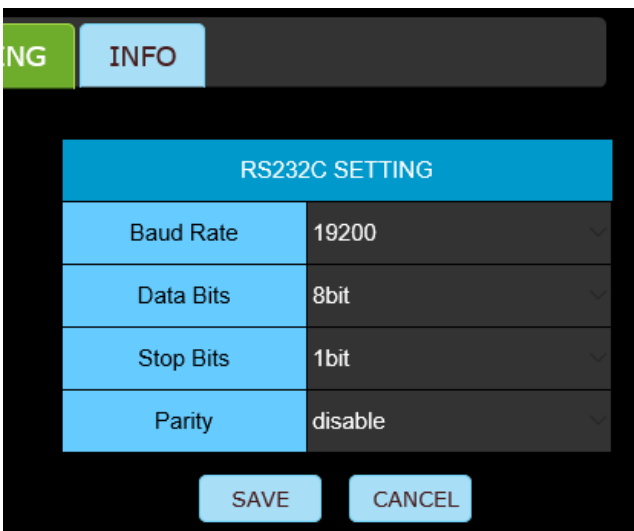 NG INFO
RS232C SETTING
Baud Rate 19200
Data Bits 8bit
Stop Bits 1bit
Parity disable
SAVE CANCEL